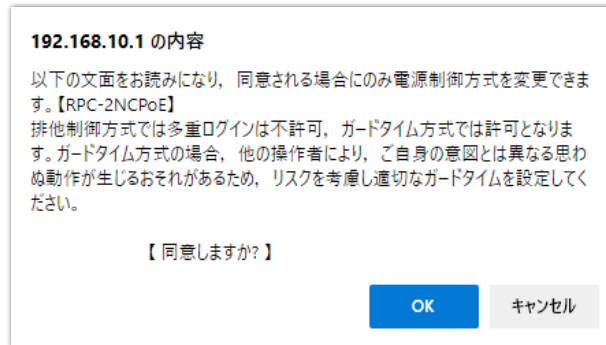 192.168.10.1 の内容
以下の文面をお読みになり，同意される場合にのみ電源制御方式を変更できま
す。【RPC-2NCPoE】
排他制御方式では多重ログインは不許可，ガードタイム方式では許可となりま
す。ガードタイム方式の場合，他の操作者により，ご自身の意図とは異なる思わ
ぬ動作が生じるおそれがあるため，リスクを考慮し適切なガードタイムを設定してく
ださい。
【 同意しますか? 】
OK
キャンセル